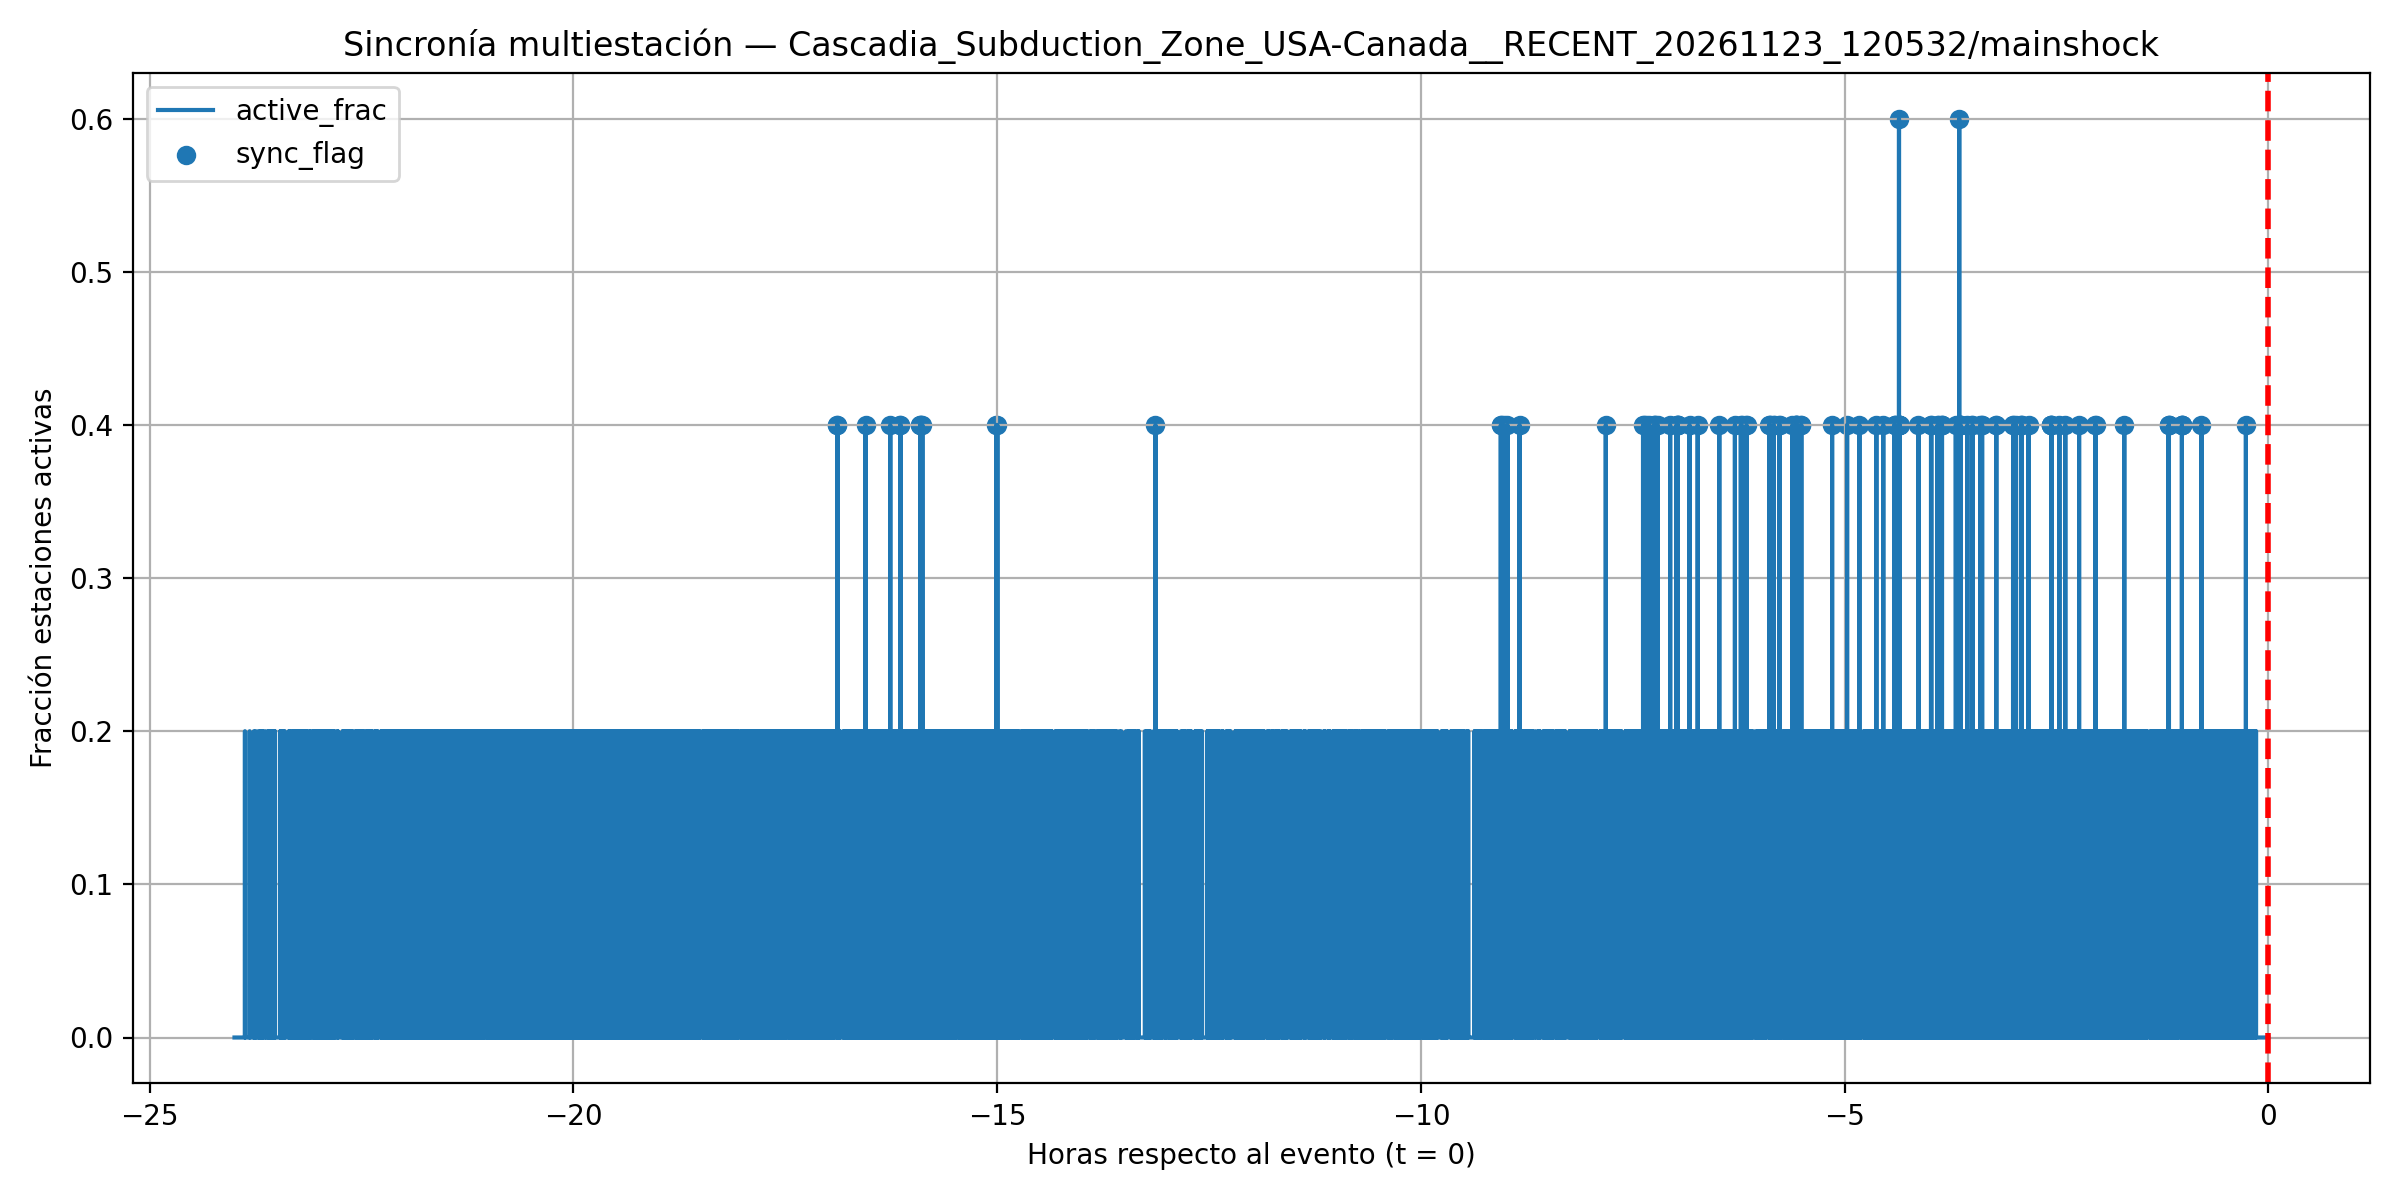 Sincronía multiestación — Cascadia_Subduction_Zone_USA-Canada__RECENT_20261123_120532/mainshock
active_frac
sync_flag
Fracción estaciones activas
0.6
0.5
0.4
0.3
0.2
0.1
0.0
−25
−20
−15
−10
−5
0
Horas respecto al evento (t = 0)